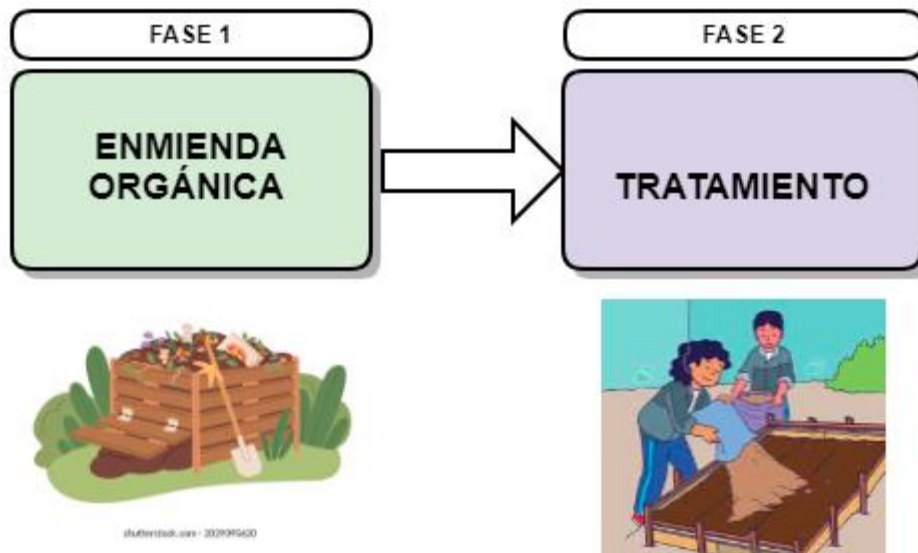 FASE 1
FASE 2
ENMIENDA
ORGÁNICA
TRATAMIENTO